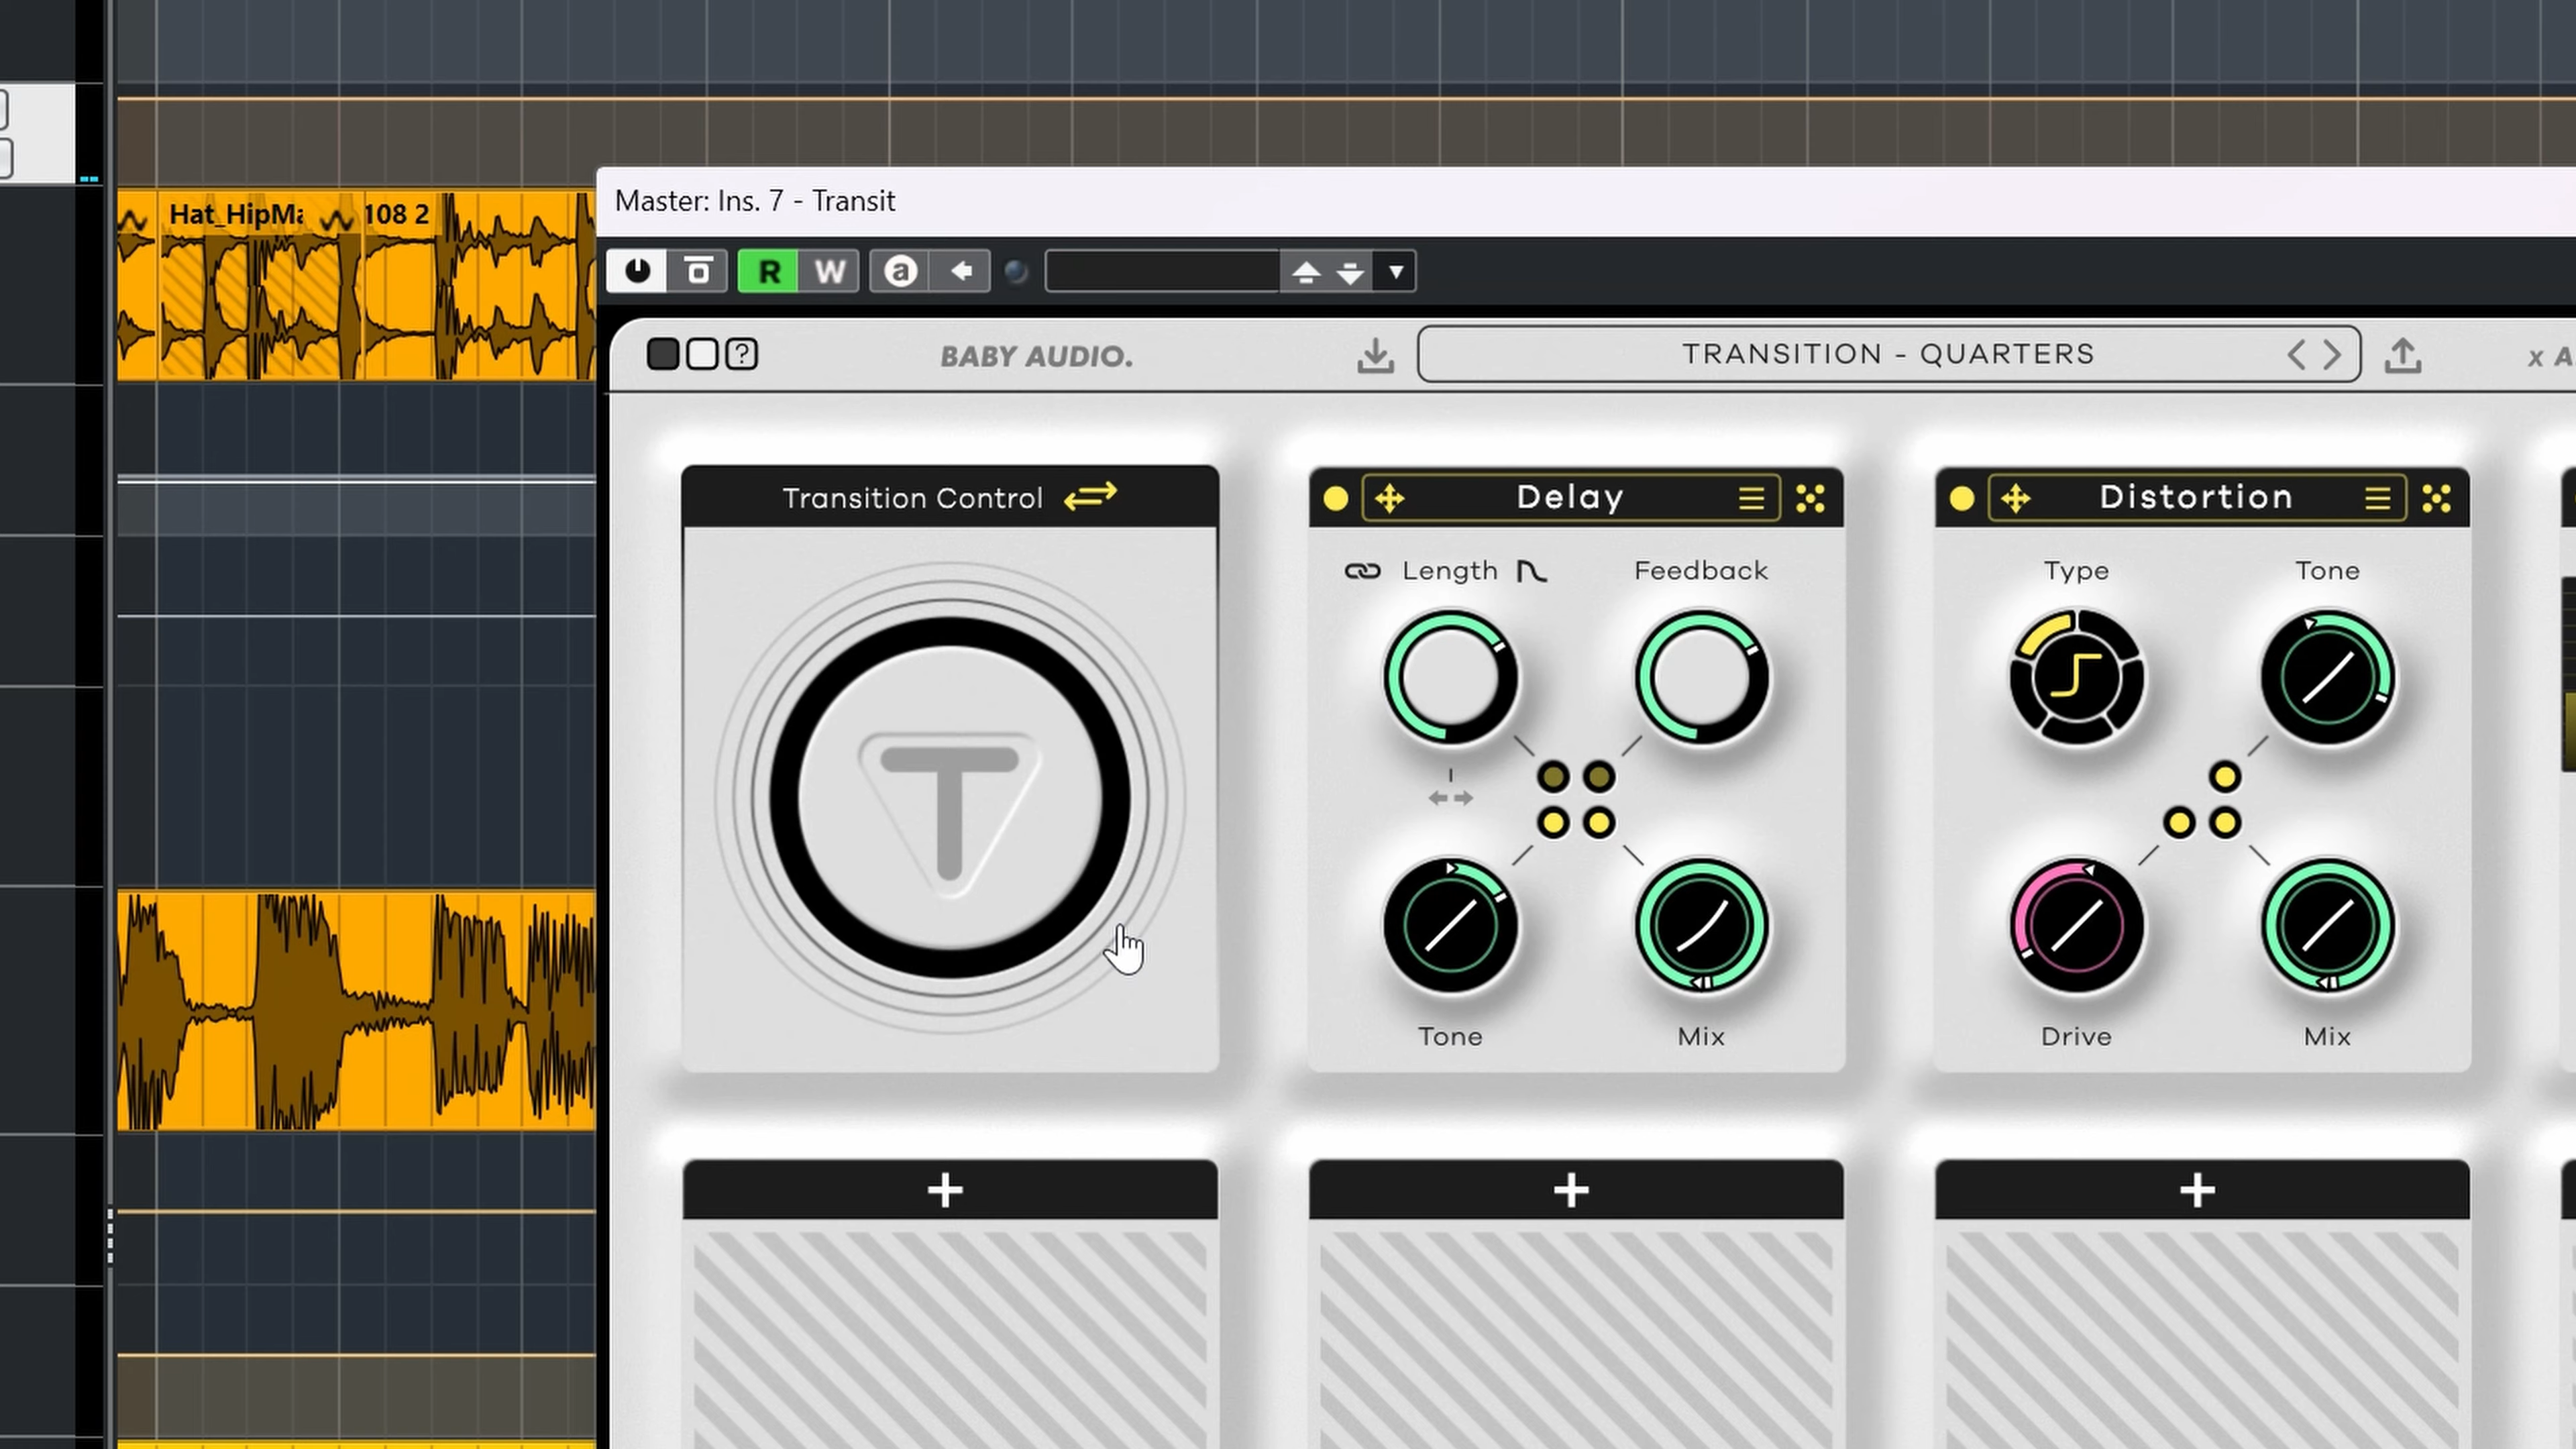 Hat_HipMa
108 2
Master: Ins. 7 - Transit
R W a
?
BABY AUDIO.
TRANSITION - QUARTERS
x A
Transition Control
Delay
Distortion
Length
Feedback
Type
Tone
T
Tone
Mix
Drive
Mix